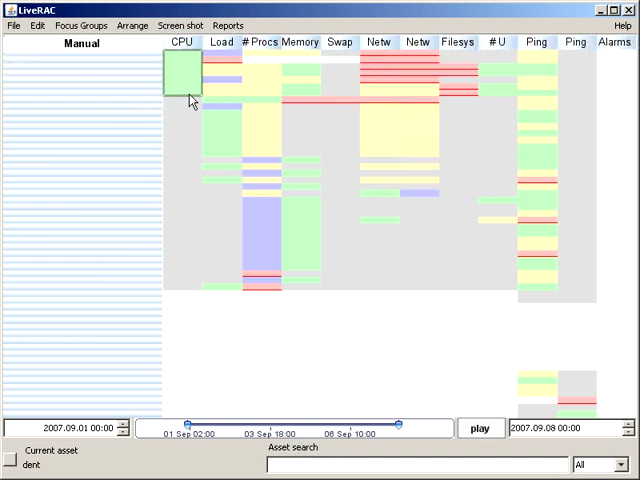 LiveRAC
File Edit Focus Groups Arrange Screen shot Reports Help
Manual CPU Load # Procs Memory Swap Netw Netw Filesys # U Ping Ping Alarms
2007.09.01 00:00 01 Sep 02:00 03 Sep 18:00 06 Sep 10:00 play 2007.09.08 00:00
Current asset Asset search
dent All